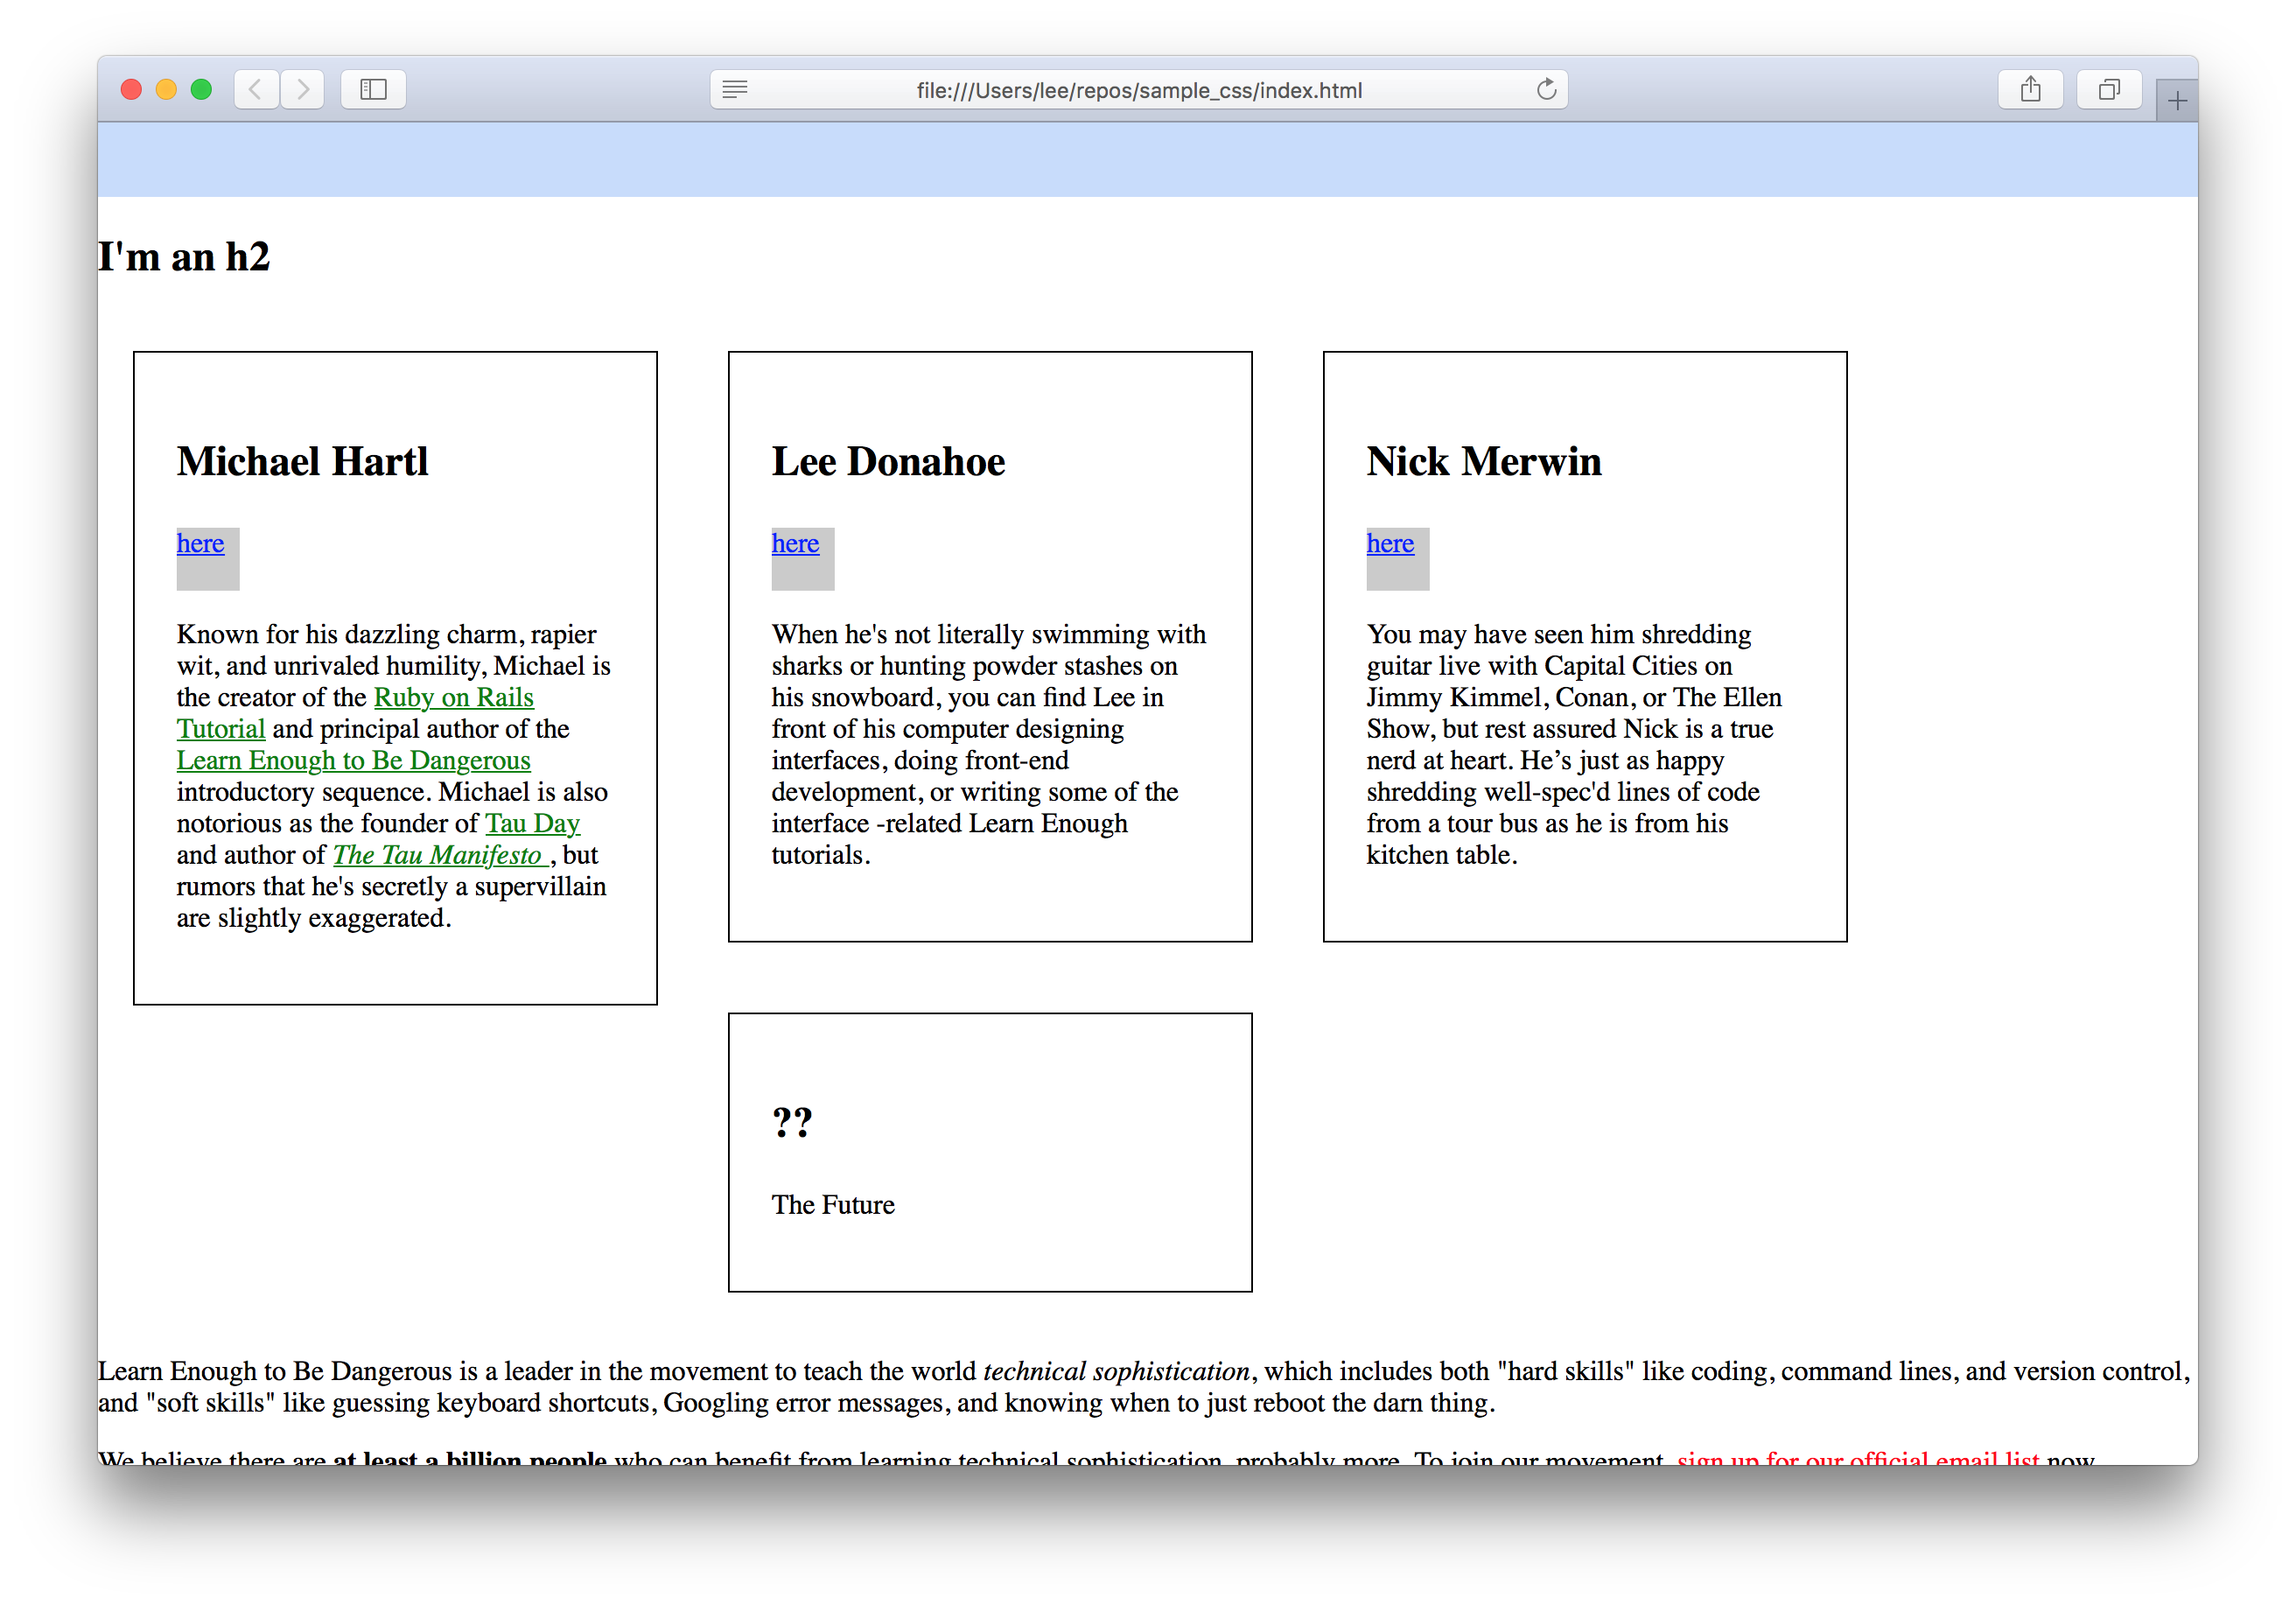 file:///Users/lee/repos/sample_css/index.html
I'm an h2
Michael Hartl
here
Known for his dazzling charm, rapier
wit, and unrivaled humility, Michael is
the creator of the Ruby on Rails
Tutorial and principal author of the
Learn Enough to Be Dangerous
introductory sequence. Michael is also
notorious as the founder of Tau Day
and author of The Tau Manifesto , but
rumors that he's secretly a supervillain
are slightly exaggerated.
Lee Donahoe
here
When he's not literally swimming with
sharks or hunting powder stashes on
his snowboard, you can find Lee in
front of his computer designing
interfaces, doing front-end
development, or writing some of the
interface -related Learn Enough
tutorials.
Nick Merwin
here
You may have seen him shredding
guitar live with Capital Cities on
Jimmy Kimmel, Conan, or The Ellen
Show, but rest assured Nick is a true
nerd at heart. He’s just as happy
shredding well-spec'd lines of code
from a tour bus as he is from his
kitchen table.
??
The Future
Learn Enough to Be Dangerous is a leader in the movement to teach the world technical sophistication, which includes both "hard skills" like coding, command lines, and version control,
and "soft skills" like guessing keyboard shortcuts, Googling error messages, and knowing when to just reboot the darn thing.
We believe there are at least a billion people who can benefit from learning technical sophistication, probably more. To join our movement, sign up for our official email list now.